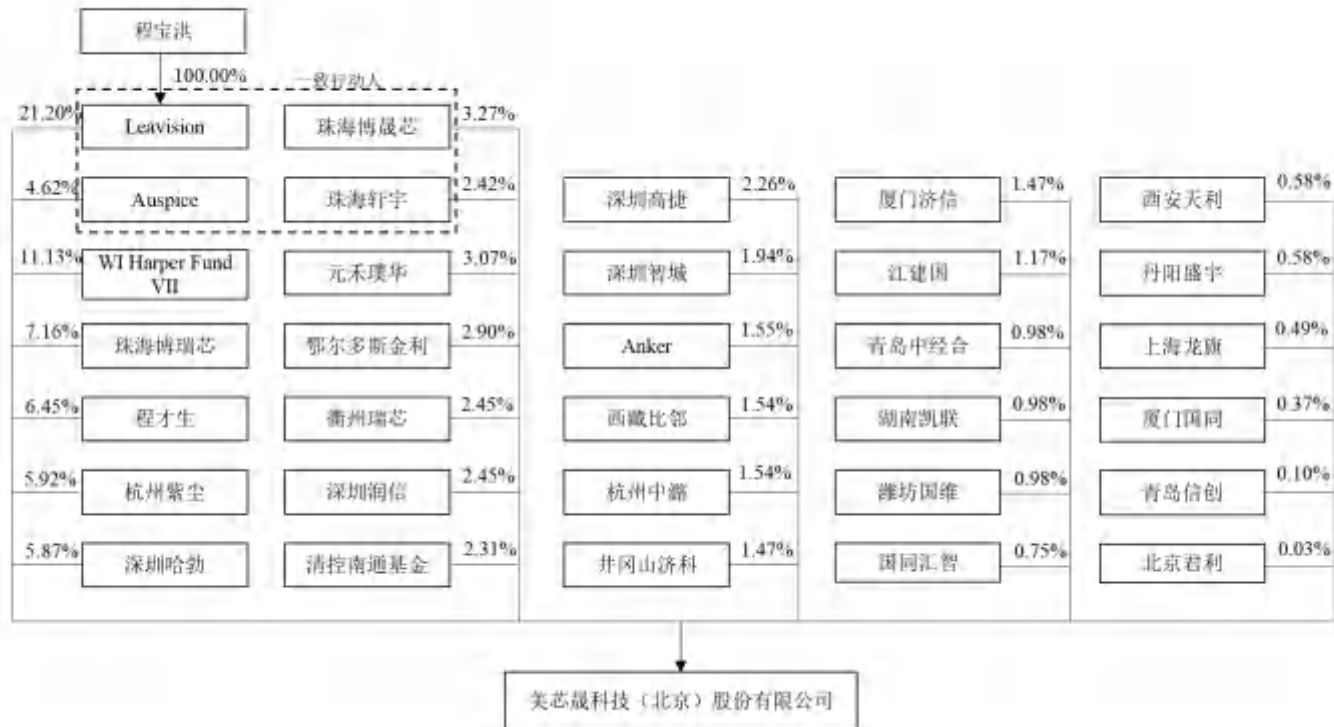 程宝洪
100.00%
一致行动人
21.20%
Leavision
珠海博晟芯
3.27%
4.62%
Auspice
珠海轩宇
2.42%
深圳高捷
2.26%
厦门济信
1.47%
西安天利
0.58%
11.13%
WI Harper Fund
VII
元禾璞华
3.07%
深圳智城
1.94%
江建国
1.17%
丹阳盛宇
0.58%
7.16%
珠海博瑞芯
鄂尔多斯金利
2.90%
Anker
1.55%
青岛中经合
0.98%
上海龙旗
0.49%
6.45%
程才生
衢州瑞芯
2.45%
西藏比邻
1.54%
湖南凯联
0.98%
厦门国同
0.37%
5.92%
杭州紫尘
深圳润信
2.45%
杭州中潞
1.54%
潍坊国维
0.98%
青岛信创
0.10%
5.87%
深圳哈勃
清控南通基金
2.31%
井冈山济科
1.47%
国同汇智
0.75%
北京君利
0.03%
美芯晟科技（北京）股份有限公司